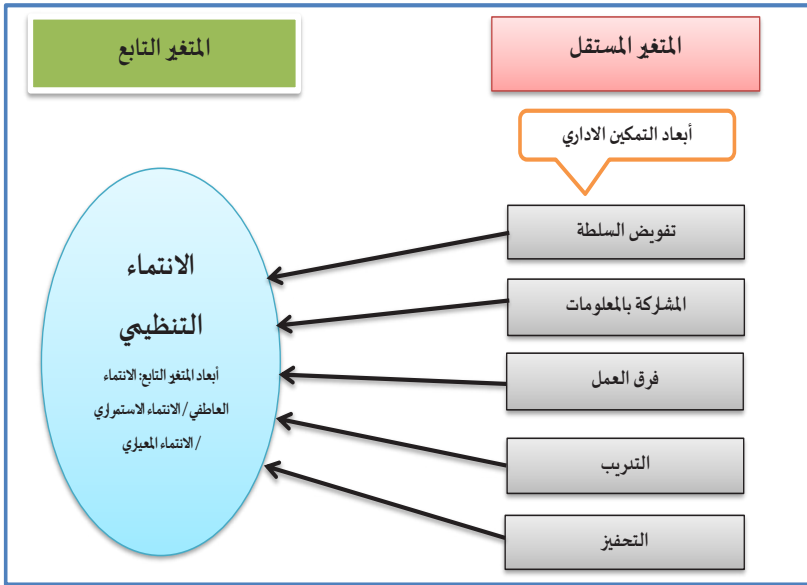 المتغير المستقل
المتغير التابع
أبعاد التمكين الاداري
تفويض السلطة
المشاركة بالمعلومات
فرق العمل
التدريب
التحفيز
الانتماء
التنظيمي
أبعاد المتغير التابع: الانتماء
العاطفي / الانتماء الاستمراري
/ الانتماء المعياري